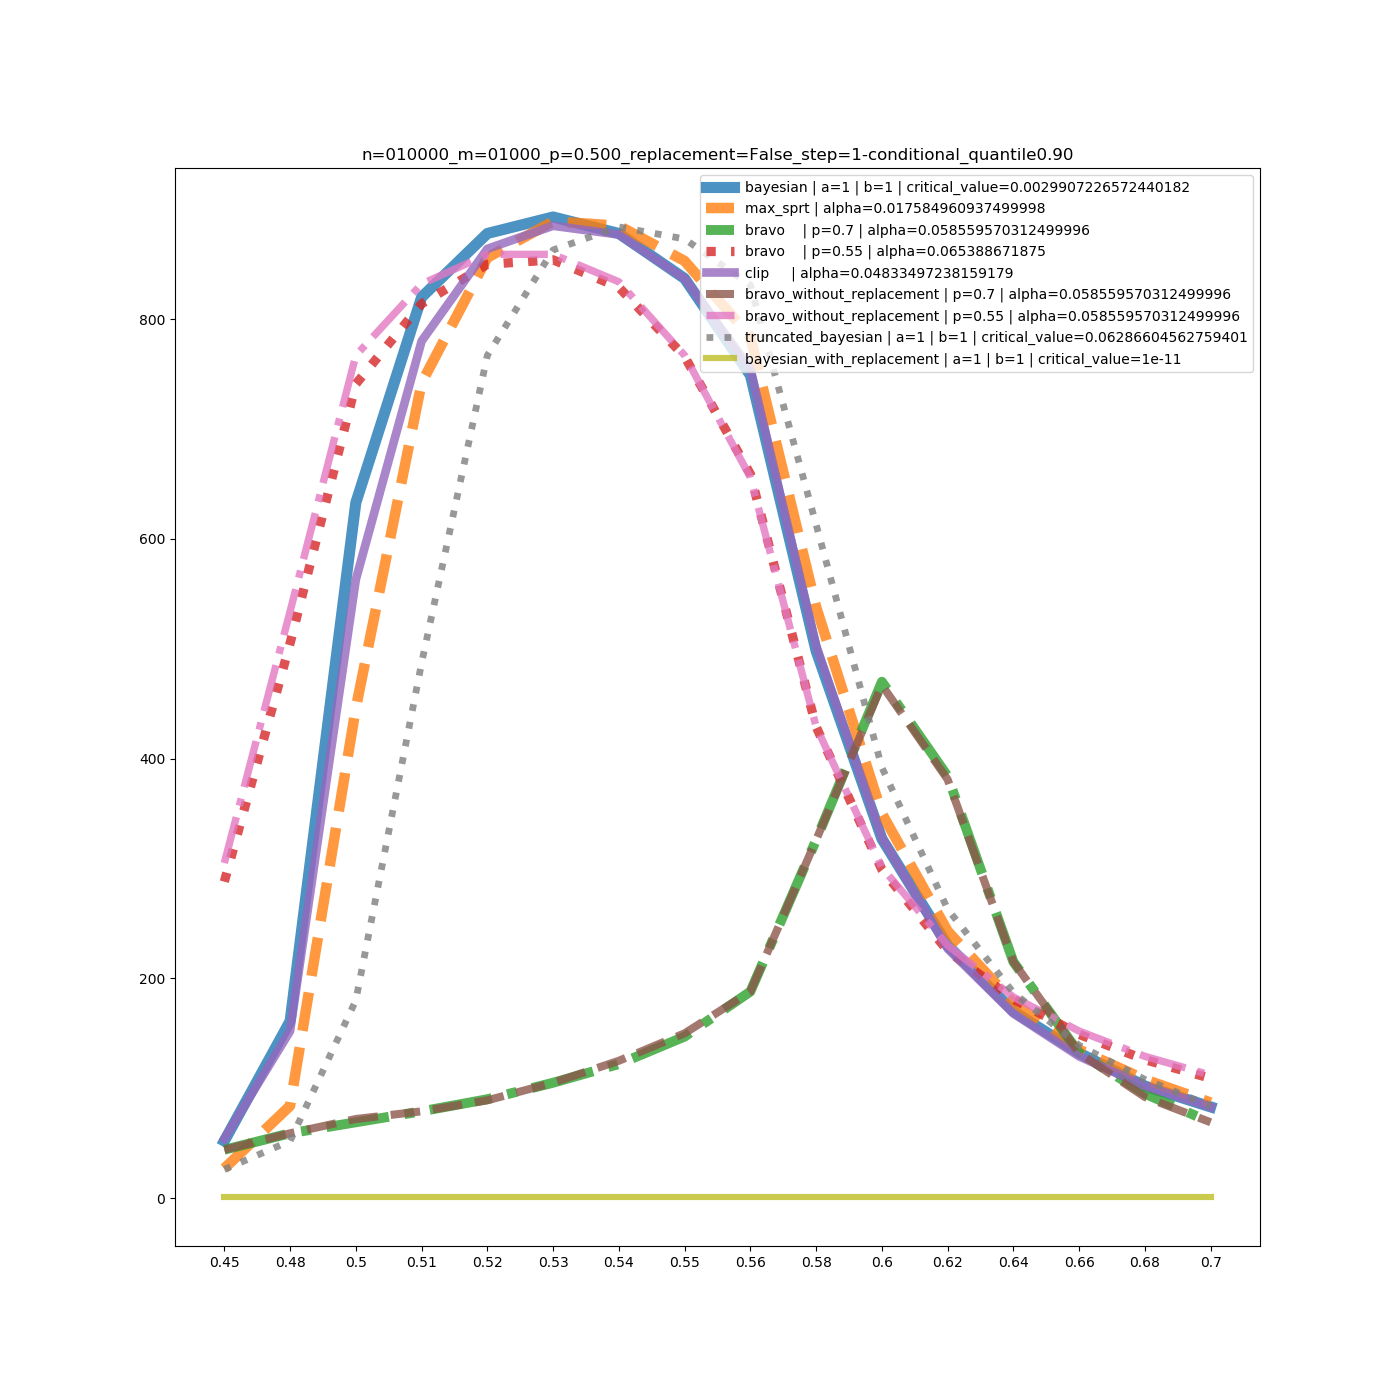 n=010000_m=01000_p=0.500_replacement=False_step=1-conditional_quantile0.90
bayesian | a=1 | b=1 | critical_value=0.0029907226572440182
max_sprt | alpha=0.017584960937499998
bravo    | p=0.7 | alpha=0.058559570312499996
bravo    | p=0.55 | alpha=0.065388671875
clip     | alpha=0.04833497238159179
bravo_without_replacement | p=0.7 | alpha=0.058559570312499996
bravo_without_replacement | p=0.55 | alpha=0.058559570312499996
truncated_bayesian | a=1 | b=1 | critical_value=0.06286604562759401
bayesian_with_replacement | a=1 | b=1 | critical_value=1e-11
800
600
400
200
0
0.45 0.48 0.5 0.51 0.52 0.53 0.54 0.55 0.56 0.58 0.6 0.62 0.64 0.66 0.68 0.7